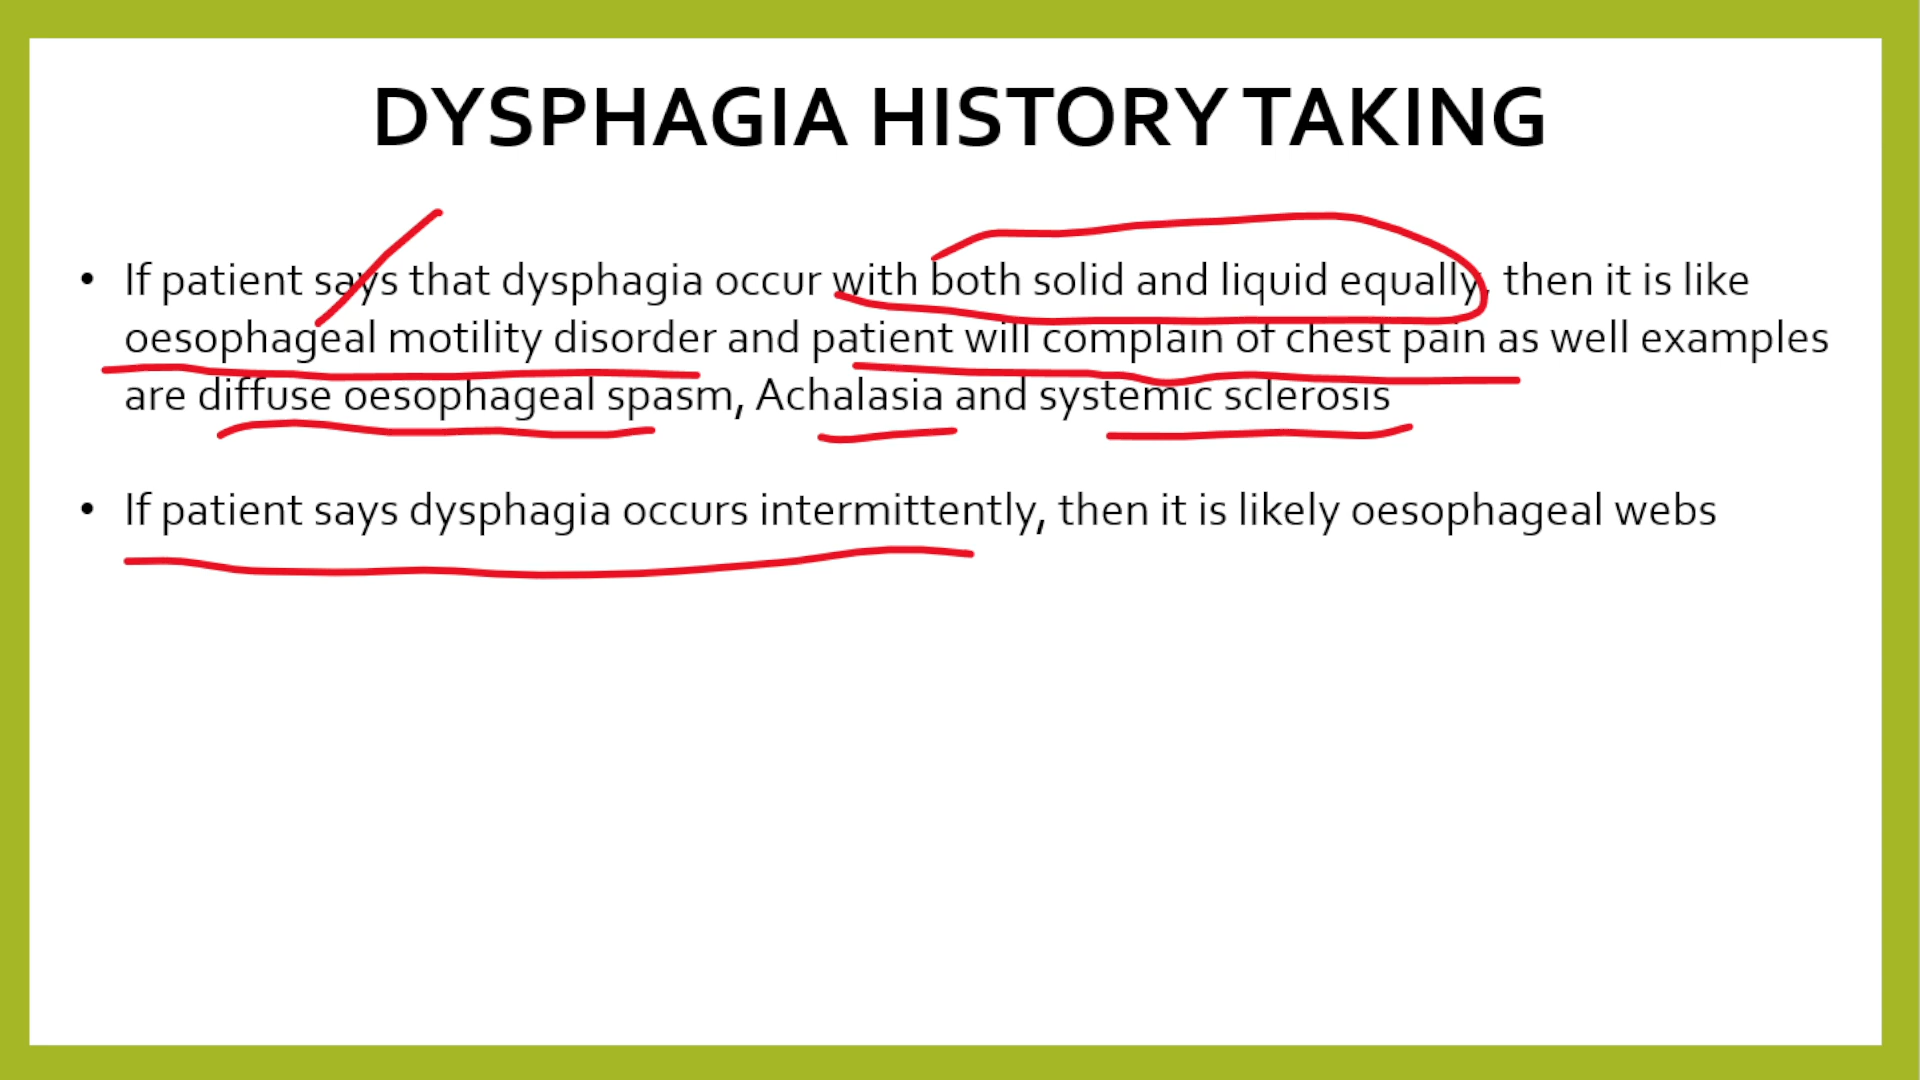 DYSPHAGIA HISTORY TAKING
• If patient says that dysphagia occur with both solid and liquid equally, then it is like
oesophageal motility disorder and patient will complain of chest pain as well examples
are diffuse oesophageal spasm, Achalasia and systemic sclerosis
• If patient says dysphagia occurs intermittently, then it is likely oesophageal webs